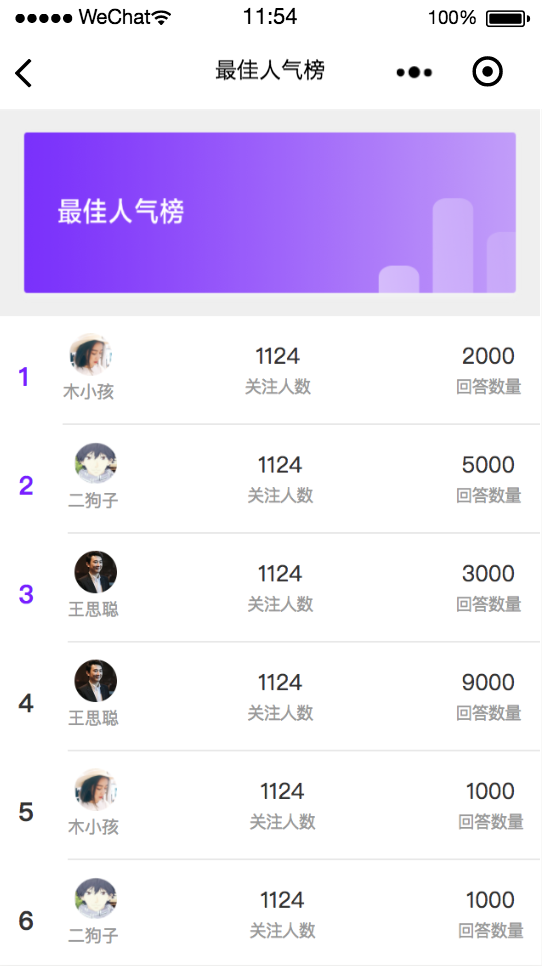 WeChat 11:54 100%
最佳人气榜
最佳人气榜
1 木小孩 1124 关注人数 2000 回答数量
2 二狗子 1124 关注人数 5000 回答数量
3 王思聪 1124 关注人数 3000 回答数量
4 王思聪 1124 关注人数 9000 回答数量
5 木小孩 1124 关注人数 1000 回答数量
6 二狗子 1124 关注人数 1000 回答数量